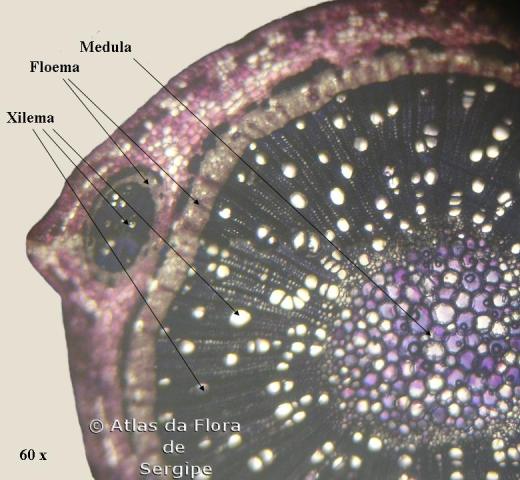 Medula
Floema
Xilema
© Atlas da Flora
de
Sergipe
60 x